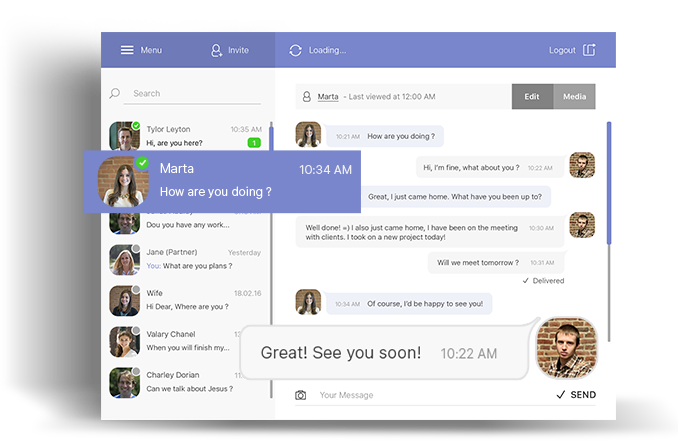 Menu
Invite
Loading...
Logout
Search
Tylor Leyton 10:35 AM
Hi, are you here? 1
Marta 10:34 AM
How are you doing ?
Dou you have any work...
Jane (Partner) Yesterday
You: What are you plans ?
Wife 18.02.16
Hi Dear, Where are you ?
Valary Chanel
When you will finish my...
Charley Dorian
Can we talk about Jesus ?
Marta - Last viewed at 12:00 AM
Edit
Media
10:21 AM How are you doing ?
Hi, I'm fine, what about you ? 10:22 AM
Great, I just came home. What have you been up to?
Well done! =) I also just came home, I have been on the meeting 10:30 AM
with clients. I took on a new project today!
Will we meet tomorrow ? 10:31 AM
Delivered
10:34 AM Of course, I'd be happy to see you!
Great! See you soon! 10:22 AM
Your Message
SEND